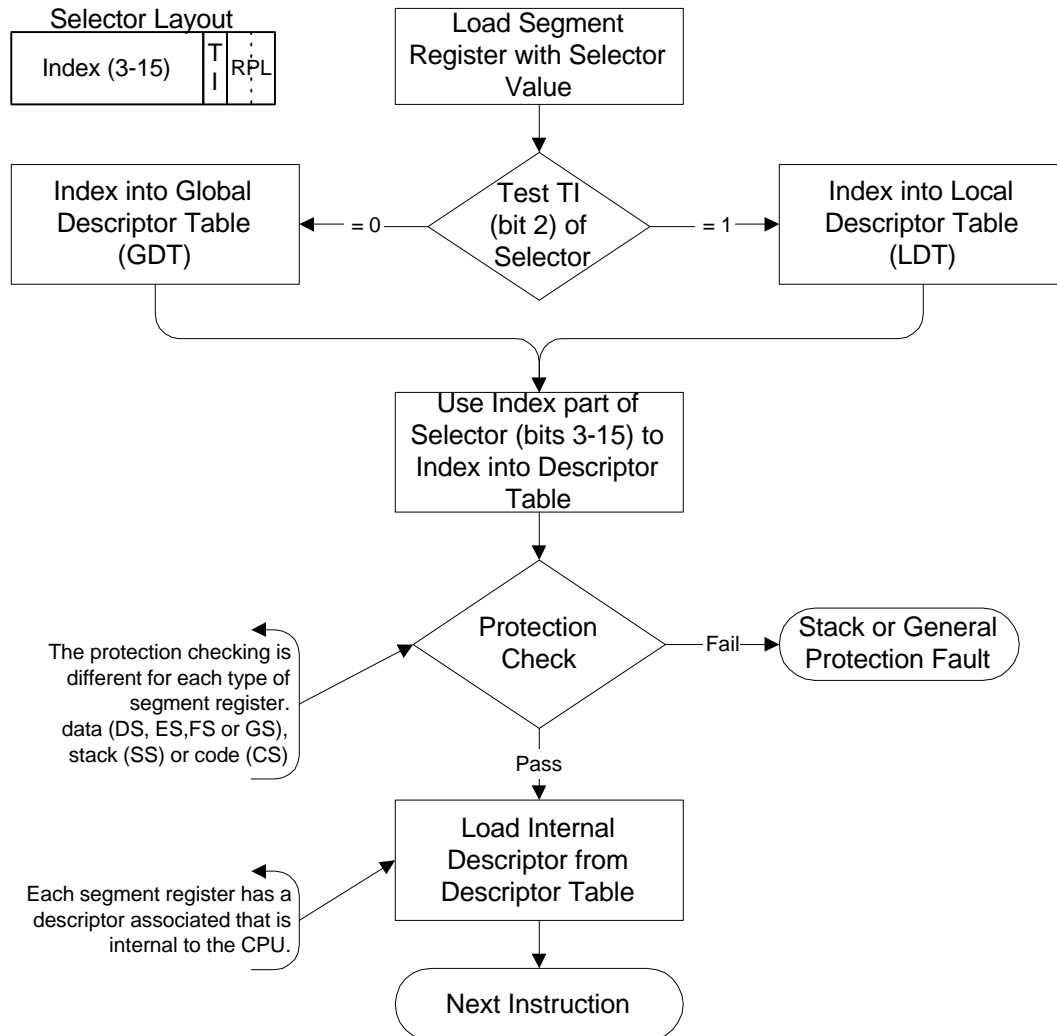 Selector Layout
Index (3-15)
T
I
RPL
Load Segment
Register with Selector
Value
Test TI
(bit 2) of
Selector
= 0
= 1
Index into Global
Descriptor Table
(GDT)
Index into Local
Descriptor Table
(LDT)
Use Index part of
Selector (bits 3-15) to
Index into Descriptor
Table
Protection
Check
Fail
Stack or General
Protection Fault
The protection checking is
different for each type of
segment register.
data (DS, ES,FS or GS),
stack (SS) or code (CS)
Pass
Load Internal
Descriptor from
Descriptor Table
Each segment register has a
descriptor associated that is
internal to the CPU.
Next Instruction